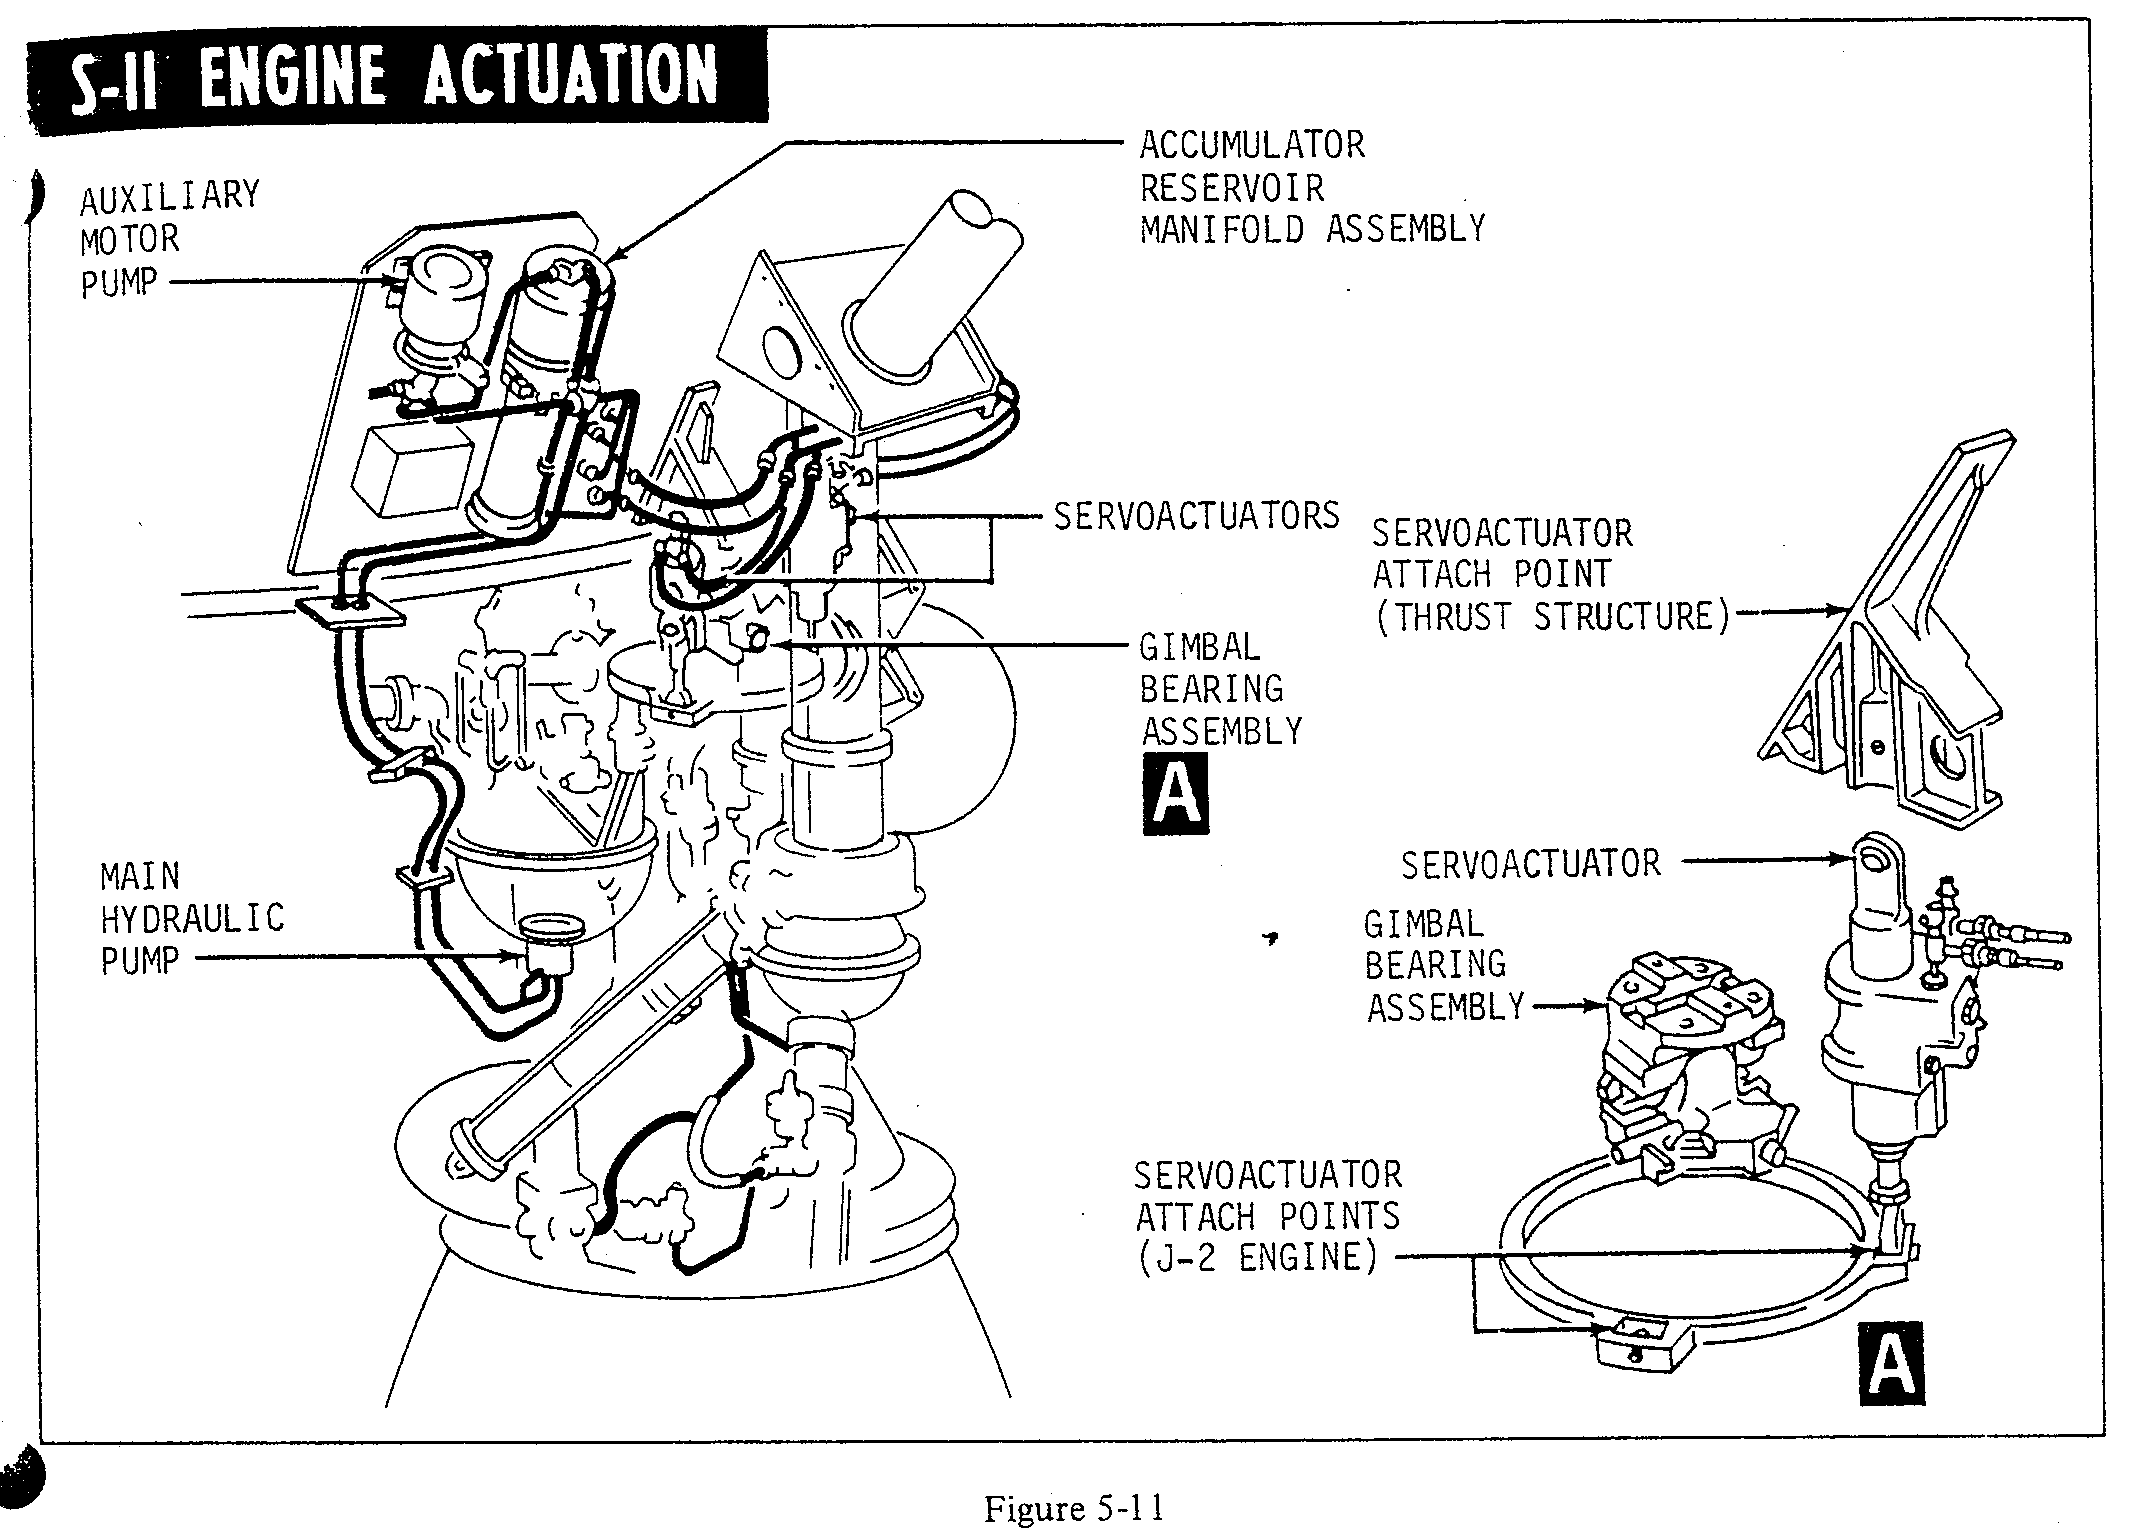 S-II ENGINE ACTUATION
AUXILIARY
MOTOR
PUMP
ACCUMULATOR
RESERVOIR
MANIFOLD ASSEMBLY
SERVOACTUATORS
GIMBAL
BEARING
ASSEMBLY
A
MAIN
HYDRAULIC
PUMP
SERVOACTUATOR
ATTACH POINT
(THRUST STRUCTURE)
SERVOACTUATOR
GIMBAL
BEARING
ASSEMBLY
SERVOACTUATOR
ATTACH POINTS
(J-2 ENGINE)
A
Figure 5-11